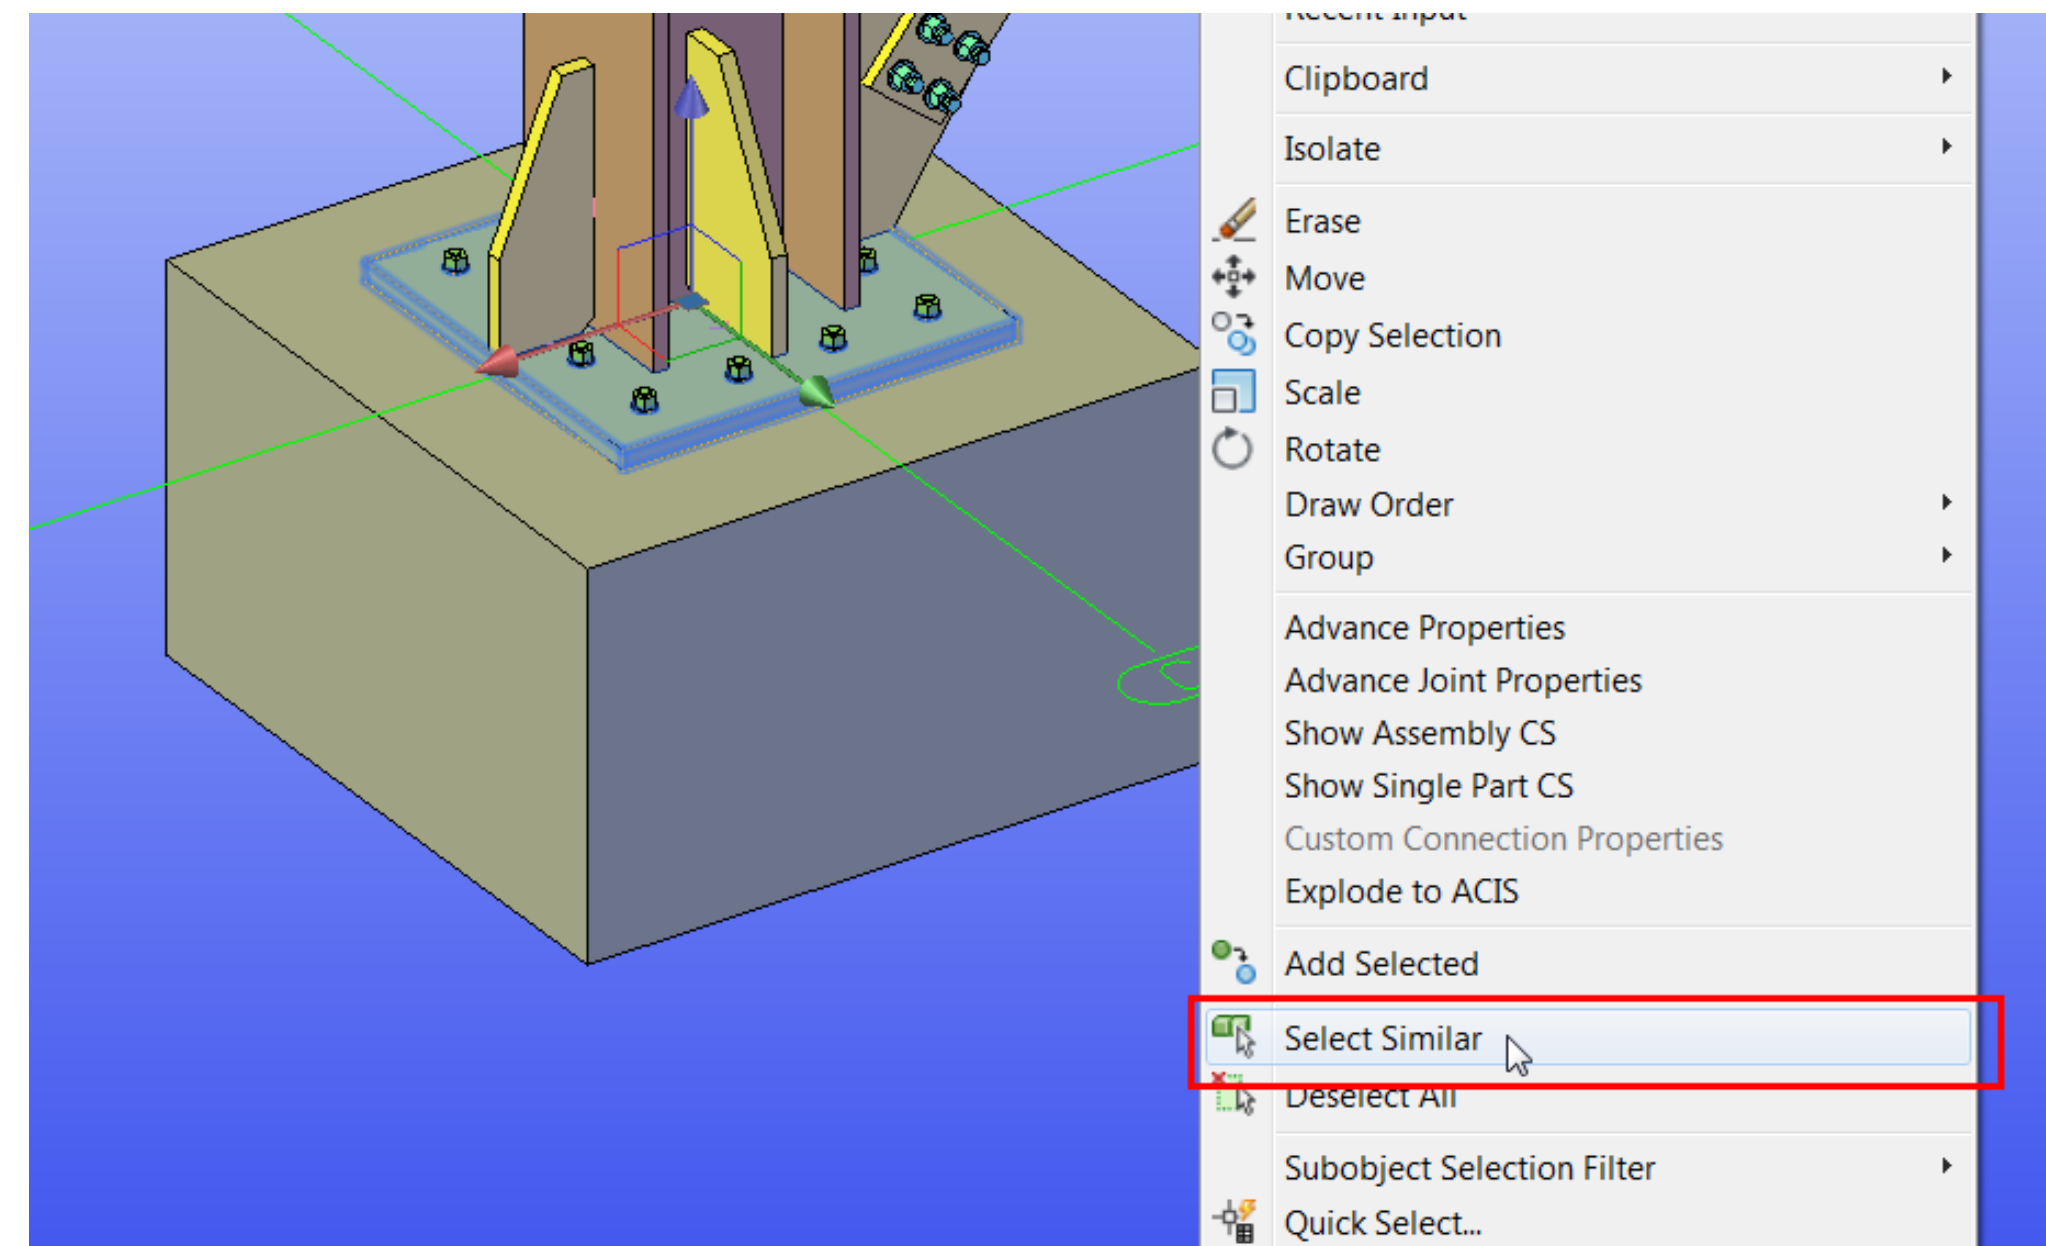 Recent Input
Clipboard
Isolate
Erase
Move
Copy Selection
Scale
Rotate
Draw Order
Group
Advance Properties
Advance Joint Properties
Show Assembly CS
Show Single Part CS
Custom Connection Properties
Explode to ACIS
Add Selected
Select Similar
Deselect All
Subobject Selection Filter
Quick Select...